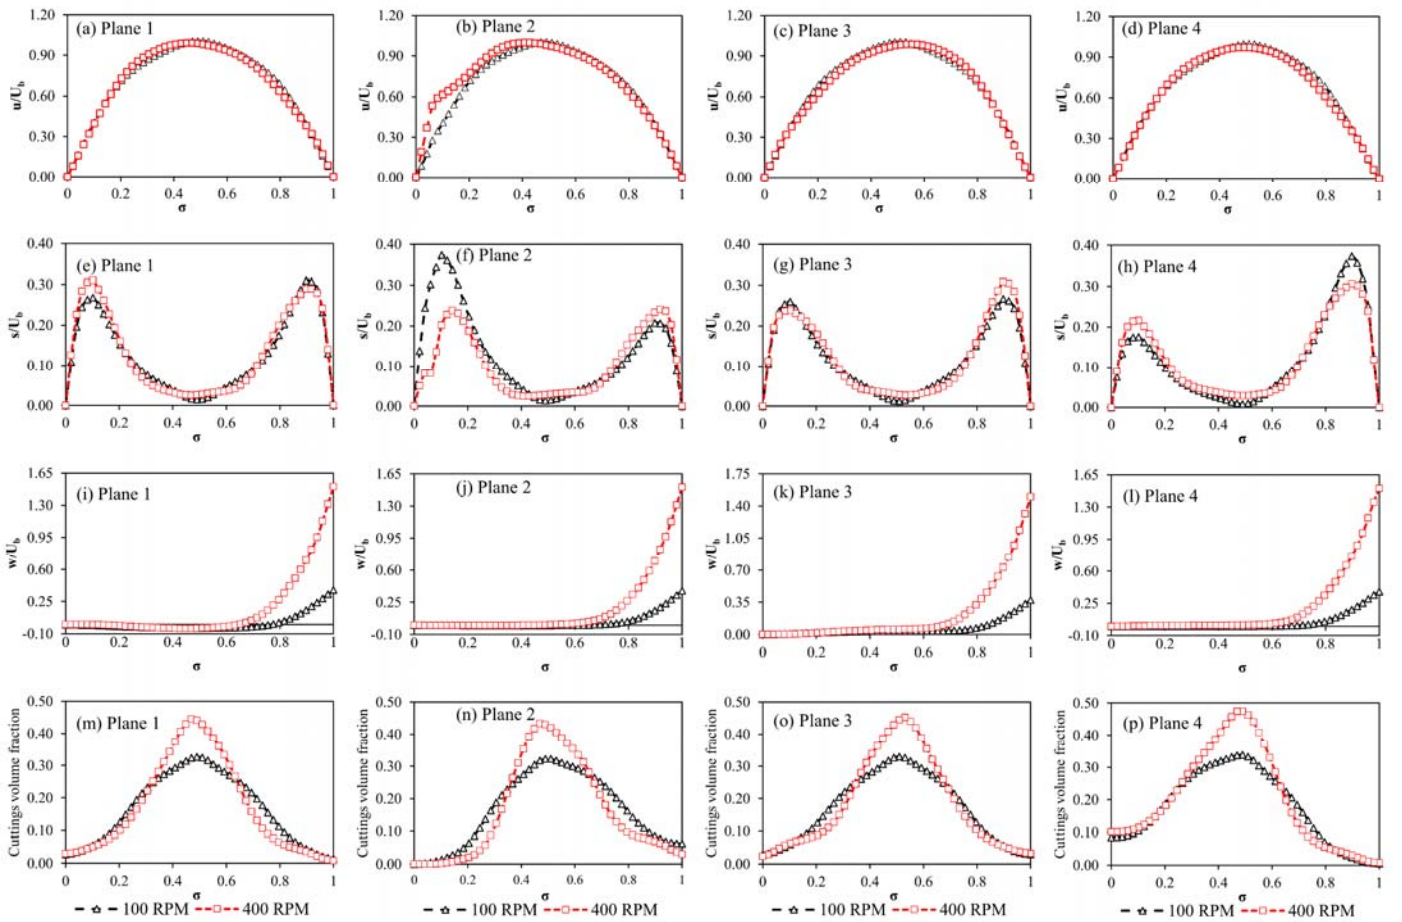 (a) Plane 1
u/U_b
1.20
0.90
0.60
0.30
0.00
0 0.2 0.4 0.6 0.8 1
σ
(b) Plane 2
u/U_b
1.20
0.90
0.60
0.30
0.00
0 0.2 0.4 0.6 0.8 1
σ
(c) Plane 3
u/U_b
1.20
0.90
0.60
0.30
0.00
0 0.2 0.4 0.6 0.8 1
σ
(d) Plane 4
u/U_b
1.20
0.90
0.60
0.30
0.00
0 0.2 0.4 0.6 0.8 1
σ
(e) Plane 1
s/U_b
0.40
0.30
0.20
0.10
0.00
0 0.2 0.4 0.6 0.8 1
σ
(f) Plane 2
s/U_b
0.40
0.30
0.20
0.10
0.00
0 0.2 0.4 0.6 0.8 1
σ
(g) Plane 3
s/U_b
0.40
0.30
0.20
0.10
0.00
0 0.2 0.4 0.6 0.8 1
σ
(h) Plane 4
s/U_b
0.40
0.30
0.20
0.10
0.00
0 0.2 0.4 0.6 0.8 1
σ
(i) Plane 1
w/U_b
1.65
1.30
0.95
0.60
0.25
-0.10
0 0.2 0.4 0.6 0.8 1
σ
(j) Plane 2
w/U_b
1.65
1.30
0.95
0.60
0.25
-0.10
0 0.2 0.4 0.6 0.8 1
σ
(k) Plane 3
w/U_b
1.75
1.40
1.05
0.70
0.35
0.00
0 0.2 0.4 0.6 0.8 1
σ
(l) Plane 4
w/U_b
1.65
1.30
0.95
0.60
0.25
-0.10
0 0.2 0.4 0.6 0.8 1
σ
(m) Plane 1
Cuttings volume fraction
0.50
0.40
0.30
0.20
0.10
0.00
0 0.2 0.4 0.6 0.8 1
σ
100 RPM 400 RPM
(n) Plane 2
Cuttings volume fraction
0.50
0.40
0.30
0.20
0.10
0.00
0 0.2 0.4 0.6 0.8 1
σ
100 RPM 400 RPM
(o) Plane 3
Cuttings volume fraction
0.50
0.40
0.30
0.20
0.10
0.00
0 0.2 0.4 0.6 0.8 1
σ
100 RPM 400 RPM
(p) Plane 4
Cuttings volume fraction
0.50
0.40
0.30
0.20
0.10
0.00
0 0.2 0.4 0.6 0.8 1
σ
100 RPM 400 RPM